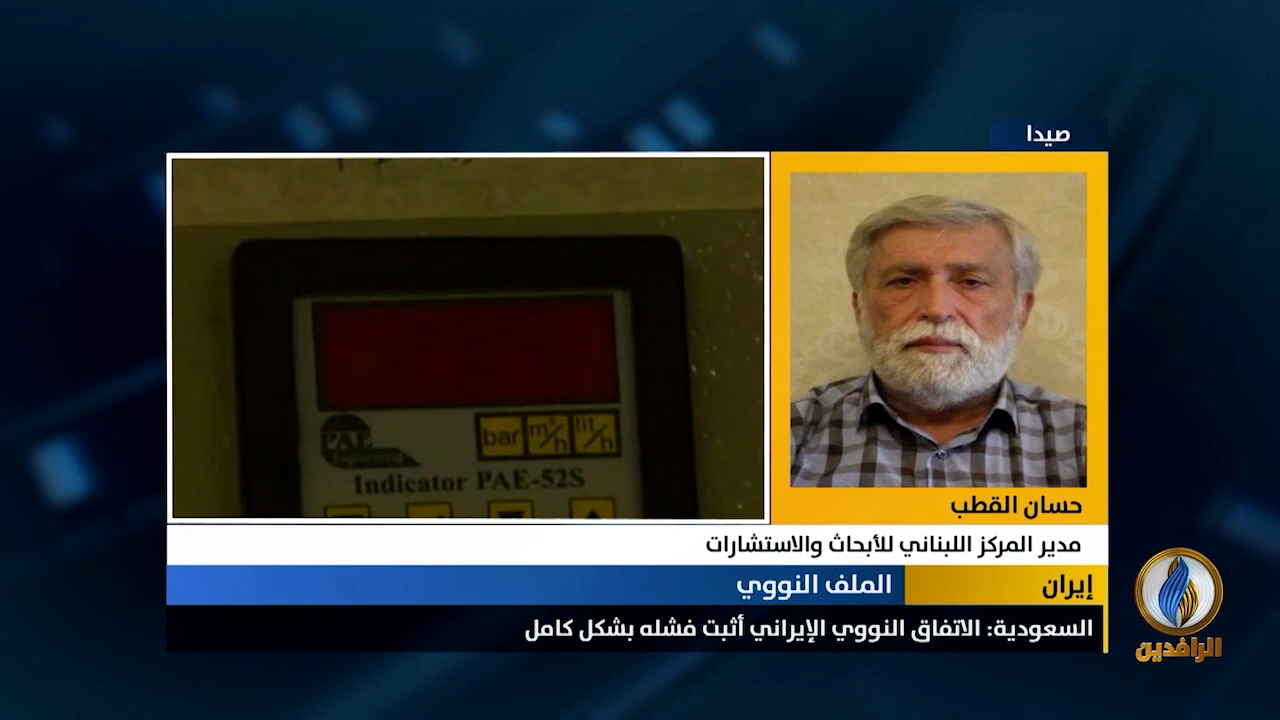 صيدا
PAE
Engineering
bar m³/h lit/h
Indicator PAE-52S
حسان القطب
مدير المركز اللبناني للأبحاث والاستشارات
إيران
الملف النووي
السعودية: الاتفاق النووي الإيراني أثبت فشله بشكل كامل
الرافدين